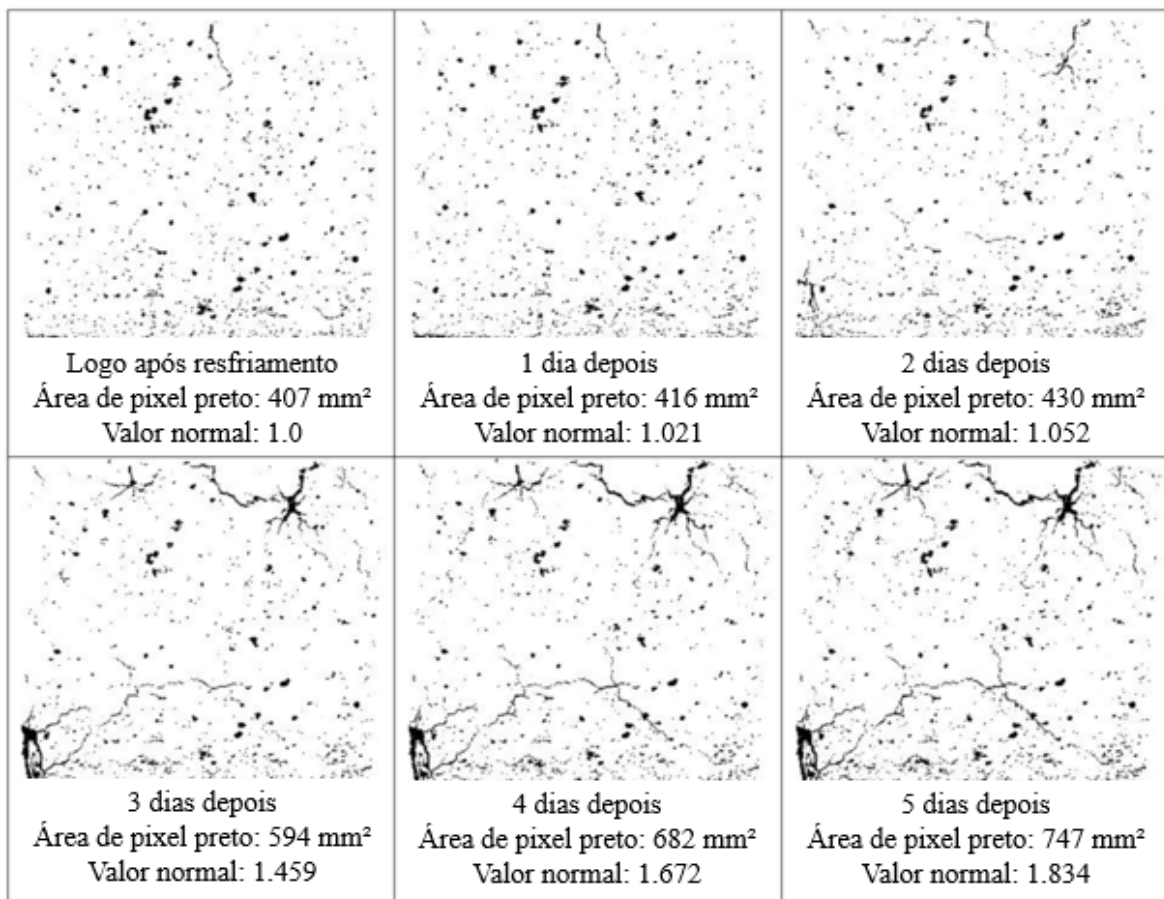 Logo após resfriamento
Área de pixel preto: 407 mm²
Valor normal: 1.0
1 dia depois
Área de pixel preto: 416 mm²
Valor normal: 1.021
2 dias depois
Área de pixel preto: 430 mm²
Valor normal: 1.052
3 dias depois
Área de pixel preto: 594 mm²
Valor normal: 1.459
4 dias depois
Área de pixel preto: 682 mm²
Valor normal: 1.672
5 dias depois
Área de pixel preto: 747 mm²
Valor normal: 1.834